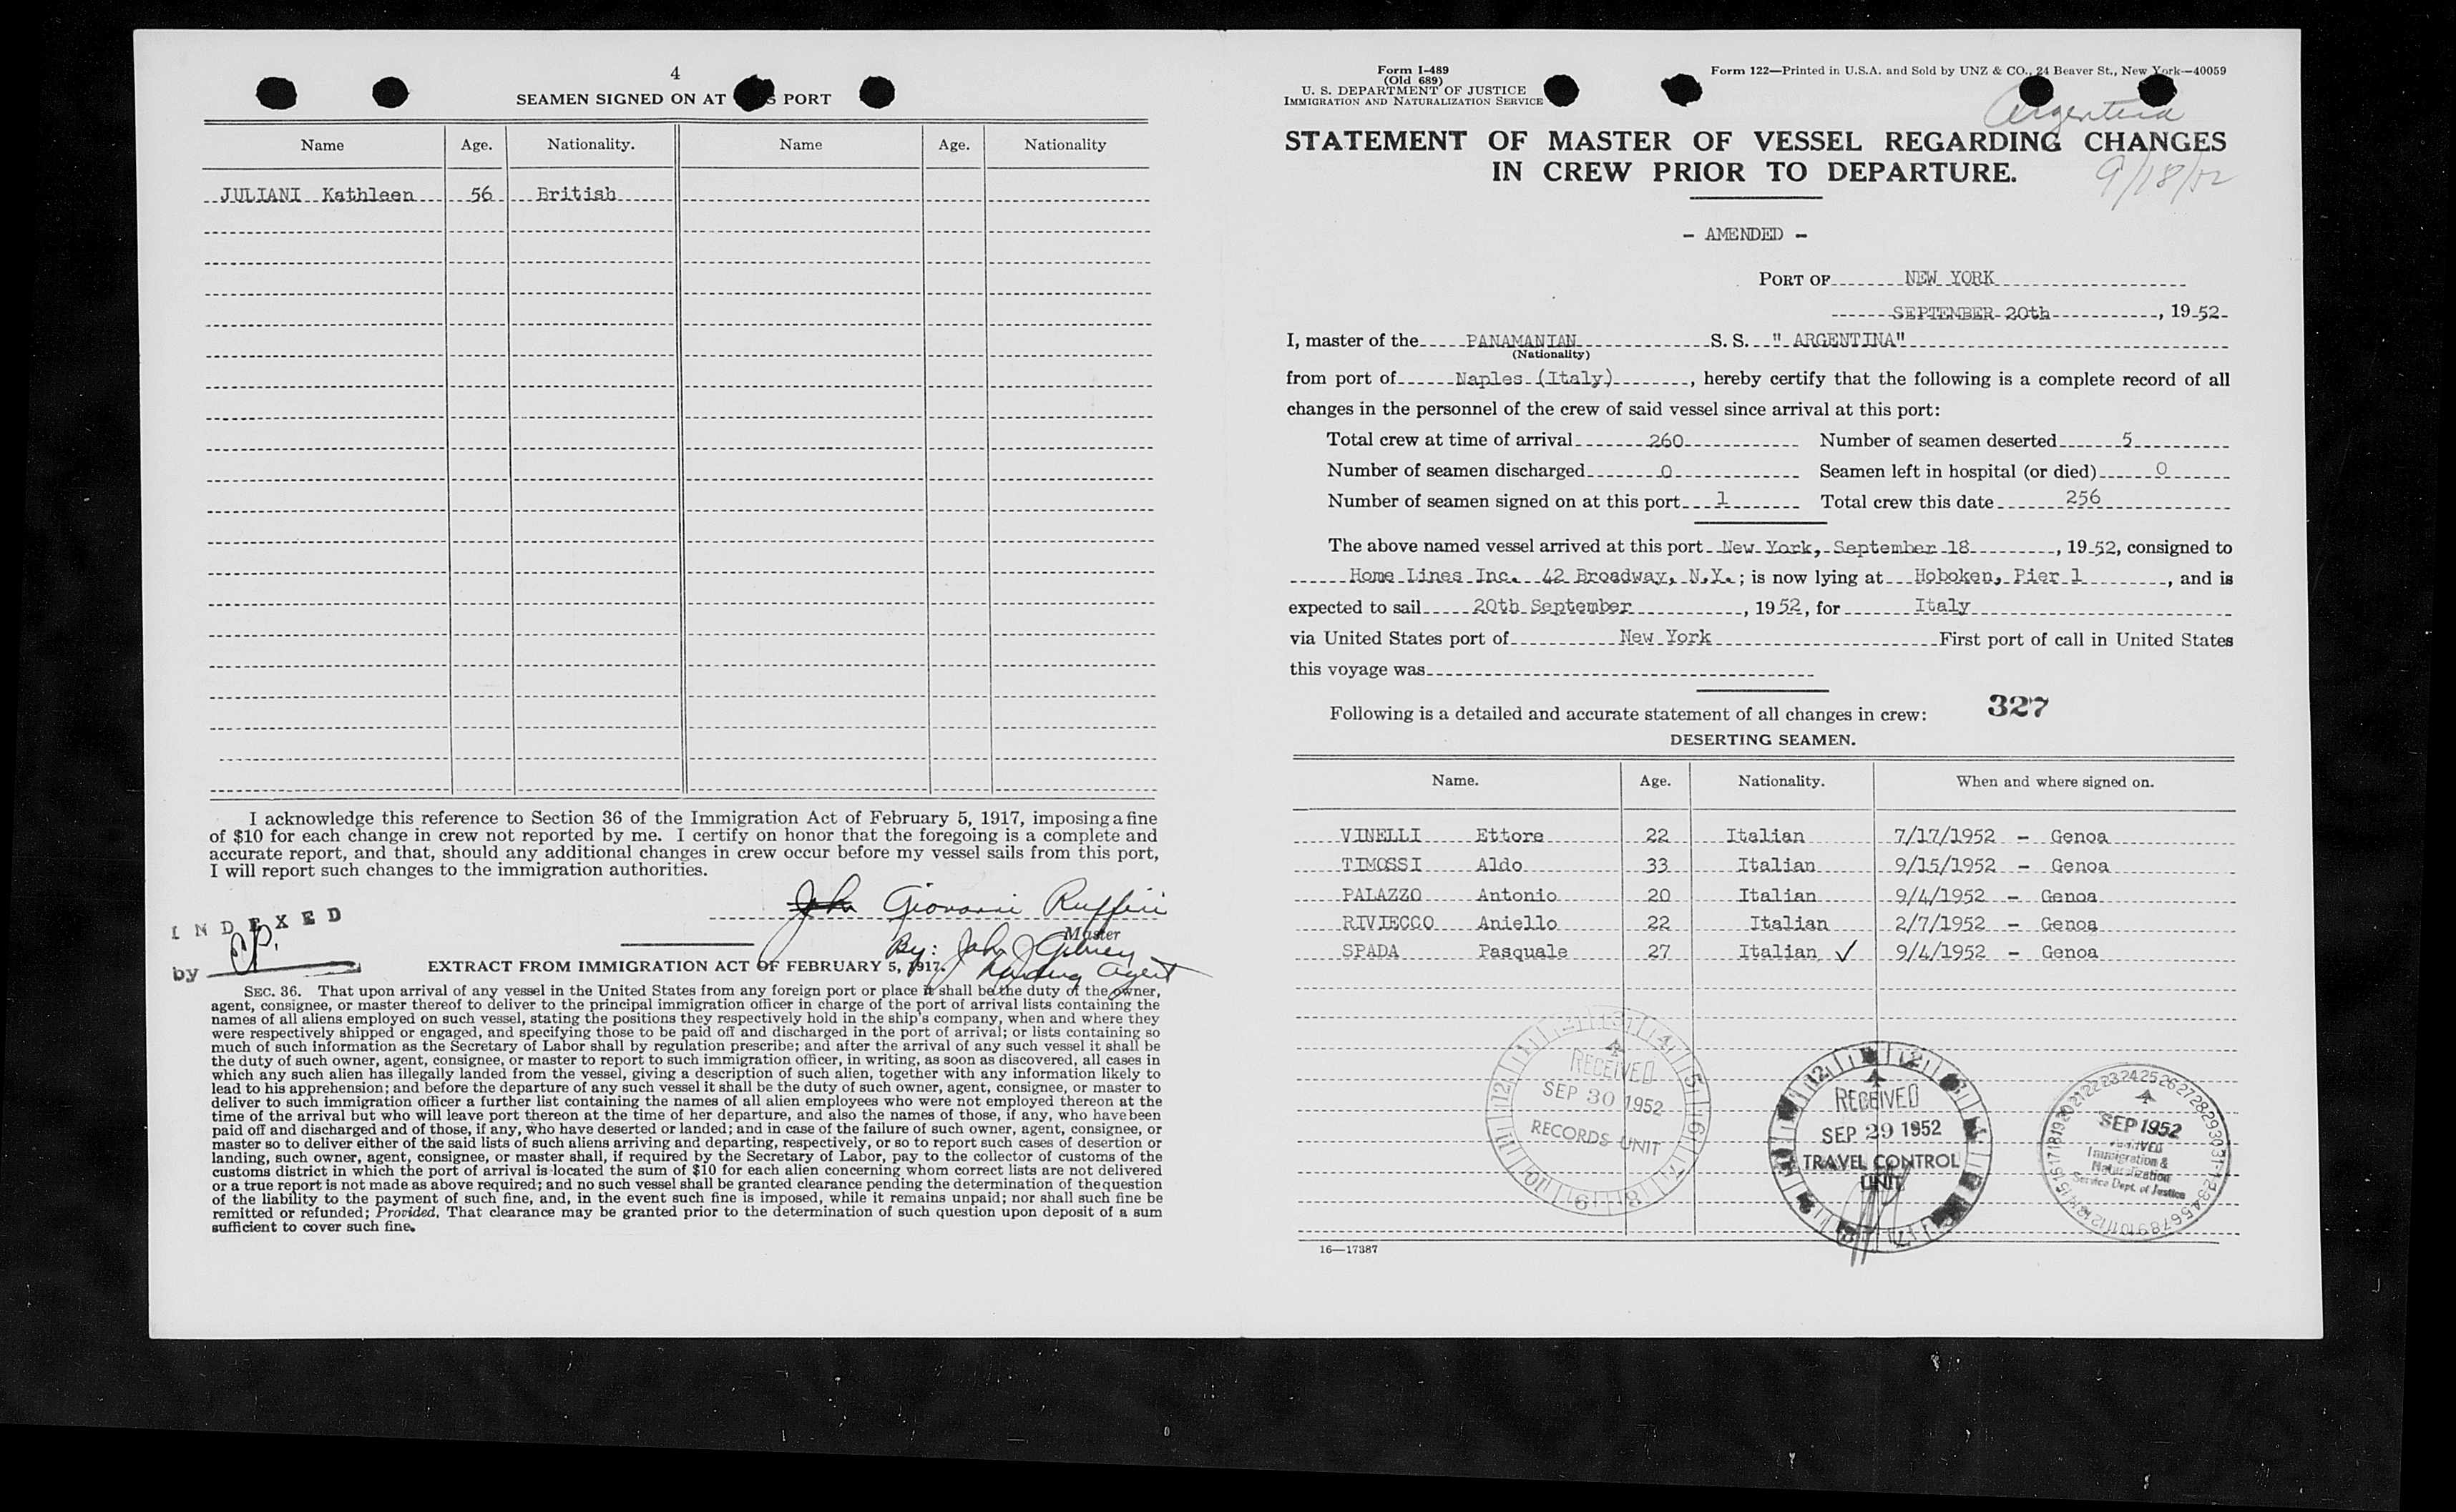 4
SEAMEN SIGNED ON AT S PORT
Name Age. Nationality. Name Age. Nationality
JULIANI Kathleen 56 British
I acknowledge this reference to Section 36 of the Immigration Act of February 5, 1917, imposing a fine
of $10 for each change in crew not reported by me. I certify on honor that the foregoing is a complete and
accurate report, and that, should any additional changes in crew occur before my vessel sails from this port,
I will report such changes to the immigration authorities.
John Giovanni Ruffini
Master
By: John J
Landing Agent
INDEXED
by CP.
EXTRACT FROM IMMIGRATION ACT OF FEBRUARY 5, 1917.
SEC. 36. That upon arrival of any vessel in the United States from any foreign port or place it shall be the duty of the owner,
agent, consignee, or master thereof to deliver to the principal immigration officer in charge of the port of arrival lists containing the
names of all aliens employed on such vessel, stating the positions they respectively hold in the ship's company, when and where they
were respectively shipped or engaged, and specifying those to be paid off and discharged in the port of arrival; or lists containing so
much of such information as the Secretary of Labor shall by regulation prescribe; and after the arrival of any such vessel it shall be
the duty of such owner, agent, consignee, or master to report to such immigration officer, in writing, as soon as discovered, all cases in
which any such alien has illegally landed from the vessel, giving a description of such alien, together with any information likely to
lead to his apprehension; and before the departure of any such vessel it shall be the duty of such owner, agent, consignee, or master to
deliver to such immigration officer a further list containing the names of all alien employees who were not employed thereon at the
time of the arrival but who will leave port thereon at the time of her departure, and also the names of those, if any, who have been
paid off and discharged and of those, if any, who have deserted or landed; and in case of the failure of such owner, agent, consignee, or
master so to deliver either of the said lists of such aliens arriving and departing, respectively, or so to report such cases of desertion or
landing, such owner, agent, consignee, or master shall, if required by the Secretary of Labor, pay to the collector of customs of the
customs district in which the port of arrival is located the sum of $10 for each alien concerning whom correct lists are not delivered
or a true report is not made as above required; and no such vessel shall be granted clearance pending the determination of the question
of the liability to the payment of such fine, and, in the event such fine is imposed, while it remains unpaid; nor shall such fine be
remitted or refunded; Provided, That clearance may be granted prior to the determination of such question upon deposit of a sum
sufficient to cover such fine.
Form I-489
(Old 689)
U. S. DEPARTMENT OF JUSTICE
IMMIGRATION AND NATURALIZATION SERVICE
Form 122—Printed in U.S.A. and Sold by UNZ & CO., 24 Beaver St., New York—40059
Argentina
STATEMENT OF MASTER OF VESSEL REGARDING CHANGES
IN CREW PRIOR TO DEPARTURE.
9/18/52
- AMENDED -
PORT OF NEW YORK
SEPTEMBER 20th, 1952
I, master of the PANAMANIAN S. S. " ARGENTINA"
(Nationality)
from port of Naples (Italy), hereby certify that the following is a complete record of all
changes in the personnel of the crew of said vessel since arrival at this port:
Total crew at time of arrival 260 Number of seamen deserted 5
Number of seamen discharged 0 Seamen left in hospital (or died) 0
Number of seamen signed on at this port 1 Total crew this date 256
The above named vessel arrived at this port New York, September 18, 1952, consigned to
Home Lines Inc. 42 Broadway, N.Y.; is now lying at Hoboken, Pier 1, and is
expected to sail 20th September, 1952, for Italy
via United States port of New York First port of call in United States
this voyage was
327
Following is a detailed and accurate statement of all changes in crew:
DESERTING SEAMEN.
Name. Age. Nationality. When and where signed on.
VINELLI Ettore 22 Italian 7/17/1952 - Genoa
TIMOSSI Aldo 33 Italian 9/15/1952 - Genoa
PALAZZO Antonio 20 Italian 9/4/1952 - Genoa
RIVIECCO Aniello 22 Italian 2/7/1952 - Genoa
SPADA Pasquale 27 Italian ✓ 9/4/1952 - Genoa
RECEIVED
SEP 30 1952
RECORDS UNIT
RECEIVED
SEP 29 1952
TRAVEL CONTROL
UNIT
SEP 1952
Immigration &
Naturalization
Service Dept. of Justice
16—17387